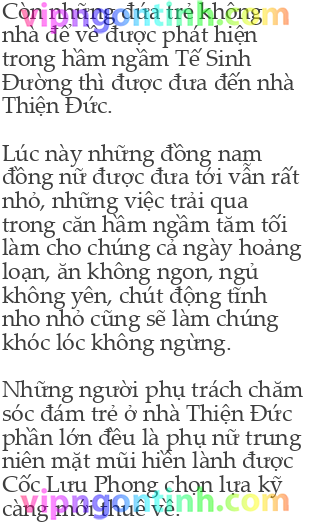 Còn những đứa trẻ không
nhà để về được phát hiện
trong hầm ngầm Tế Sinh
Đường thì được đưa đến nhà
Thiện Đức.
Lúc này những đồng nam
đồng nữ được đưa tới vẫn rất
nhỏ, những việc trải qua
trong căn hầm ngầm tăm tối
làm cho chúng cả ngày hoảng
loạn, ăn không ngon, ngủ
không yên, chút động tĩnh
nho nhỏ cũng sẽ làm chúng
khóc lóc không ngừng.
Những người phụ trách chăm
sóc đám trẻ ở nhà Thiện Đức
phần lớn đều là phụ nữ trung
niên mặt mũi hiền lành được
Cốc Lưu Phong chọn lựa kỹ
càng mới thuê về.
vipngontinh.com
vipngontinh.com